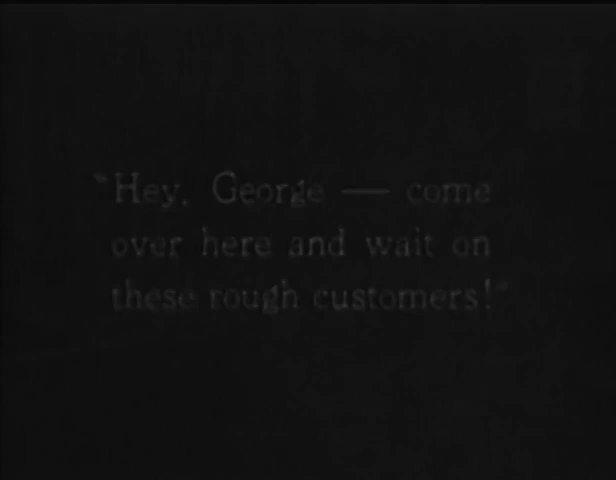 "Hey, George — come
over here and wait on
these rough customers!"